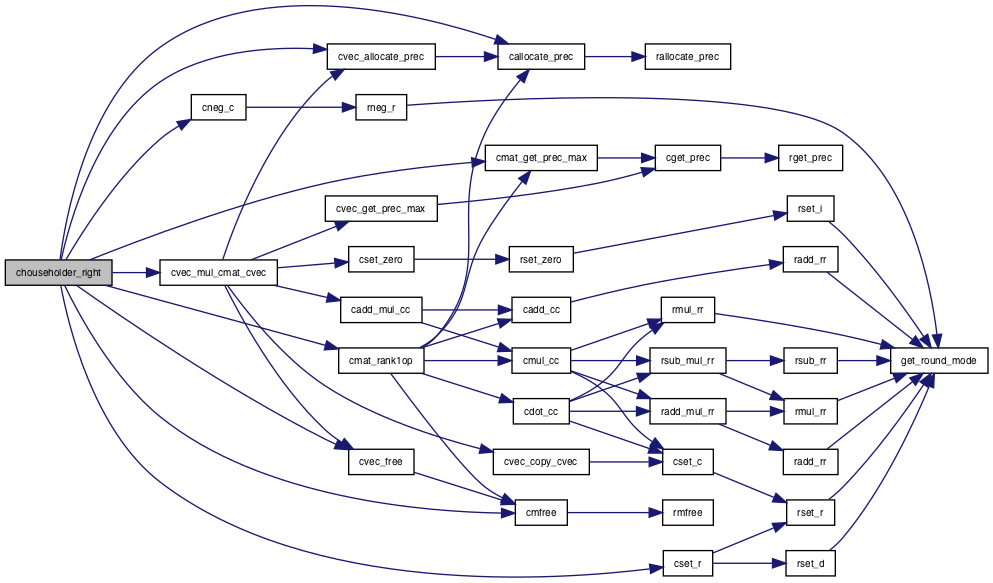 chouseholder_right
cneg_c
cvec_mul_cmat_cvec
cvec_allocate_prec
rneg_r
cvec_get_prec_max
cset_zero
cadd_mul_cc
cmat_rank1op
cvec_free
callocate_prec
cmat_get_prec_max
rset_zero
cadd_cc
cmul_cc
cdot_cc
cvec_copy_cvec
cmfree
rallocate_prec
cget_prec
rmul_rr
rsub_mul_rr
radd_mul_rr
cset_c
rmfree
cset_r
rget_prec
rset_i
radd_rr
rsub_rr
rmul_rr
radd_rr
rset_r
rset_d
get_round_mode